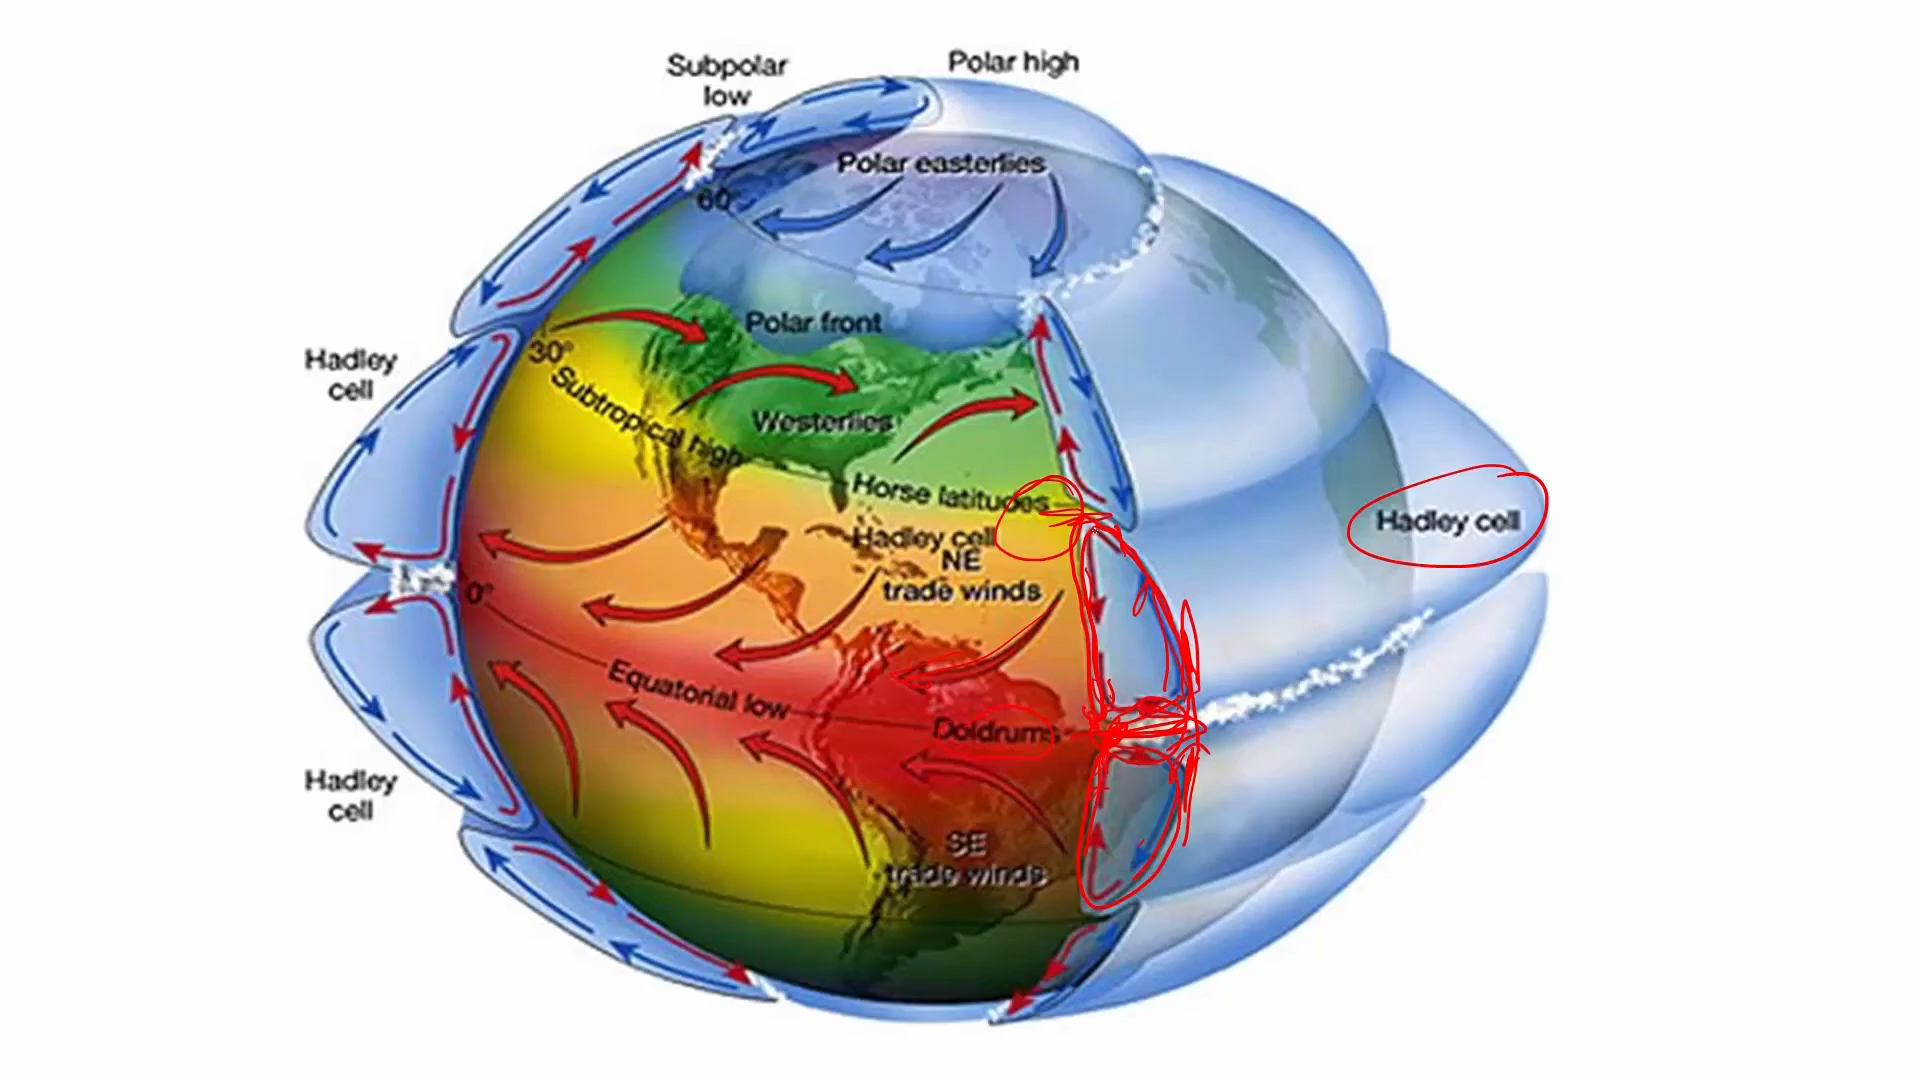 Subpolar
low
Polar high
Polar easterlies
60°
Polar front
30°
Hadley
cell
Subtropical high
Westerlies
Horse latitudes
Hadley cell
Hadley cell
NE
trade winds
0°
Equatorial low
Doldrums
Hadley
cell
SE
trade winds